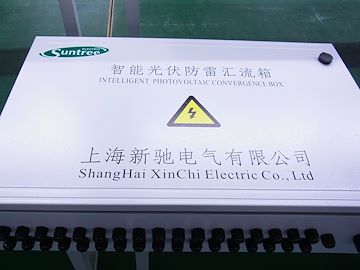 ELECTRIC
Suntree
智能光伏防雷汇流箱
INTELLIGENT PHOTOVOLTAIC CONVERGENCE BOX
上海新驰电气有限公司
ShangHai XinChi Electric Co., Ltd